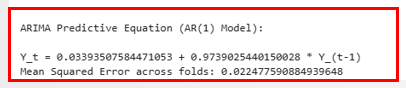 ARIMA Predictive Equation (AR(1) Model):
Y_t = 0.03393507584471053 + 0.9739025440150028 * Y_(t-1)
Mean Squared Error across folds: 0.022477590884939648